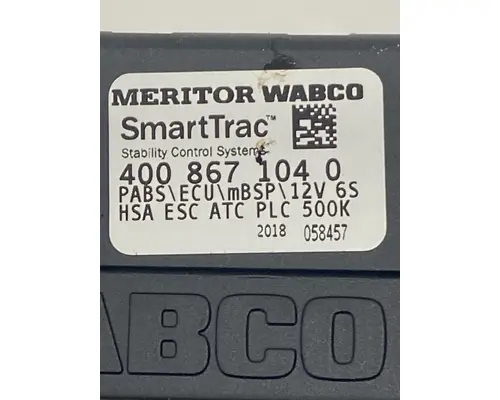 MERITOR WABCO
SmartTrac™
Stability Control Systems
400 867 104 0
PABS\ECU\mBSP\12V 6S
HSA ESC ATC PLC 500K
2018 058457
ABCO